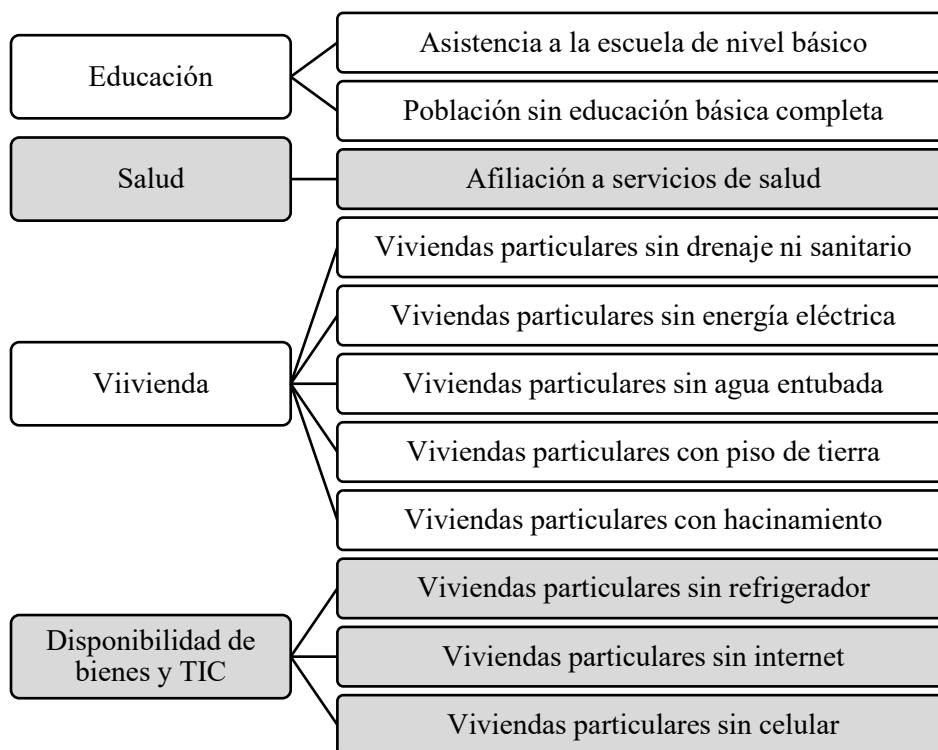 Educación
Asistencia a la escuela de nivel básico
Población sin educación básica completa
Salud
Afiliación a servicios de salud
Viivienda
Viviendas particulares sin drenaje ni sanitario
Viviendas particulares sin energía eléctrica
Viviendas particulares sin agua entubada
Viviendas particulares con piso de tierra
Viviendas particulares con hacinamiento
Disponibilidad de
bienes y TIC
Viviendas particulares sin refrigerador
Viviendas particulares sin internet
Viviendas particulares sin celular